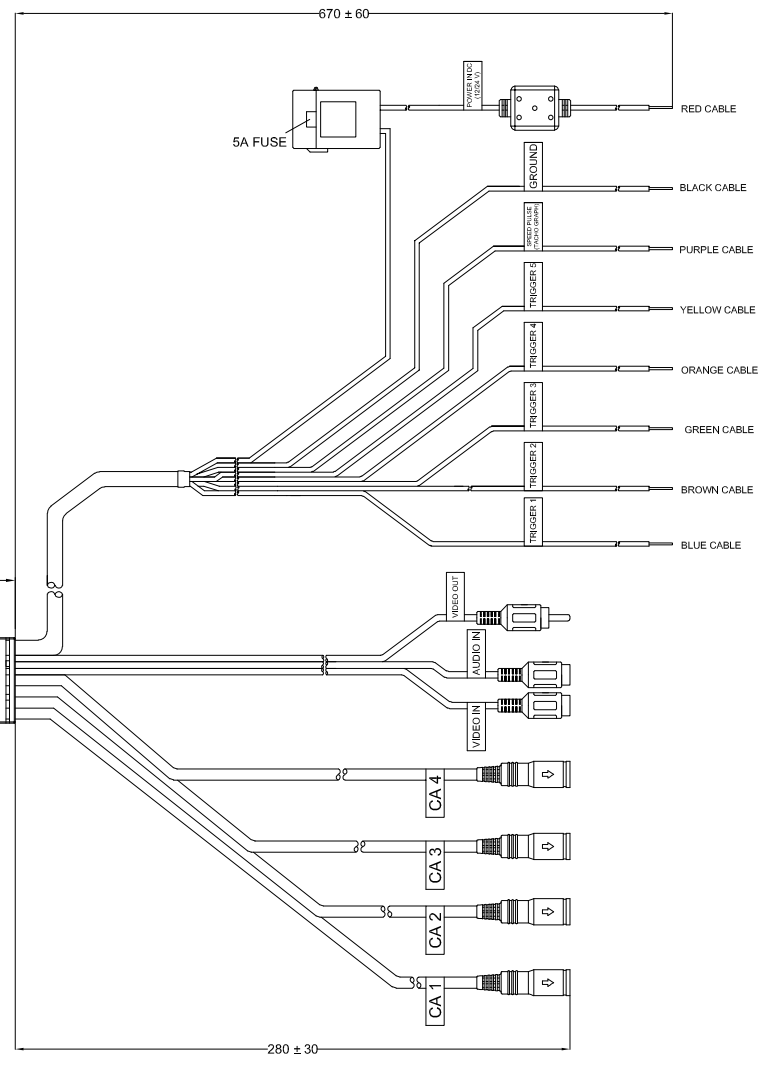 670 ± 60
POWER IN DC
(12/24 V)
RED CABLE
5A FUSE
GROUND
BLACK CABLE
SPEED PULSE
(TACHO GRAPH)
PURPLE CABLE
TRIGGER 5
YELLOW CABLE
TRIGGER 4
ORANGE CABLE
TRIGGER 3
GREEN CABLE
TRIGGER 2
BROWN CABLE
TRIGGER 1
BLUE CABLE
VIDEO OUT
AUDIO IN
VIDEO IN
CA 4
CA 3
CA 2
CA 1
280 ± 30